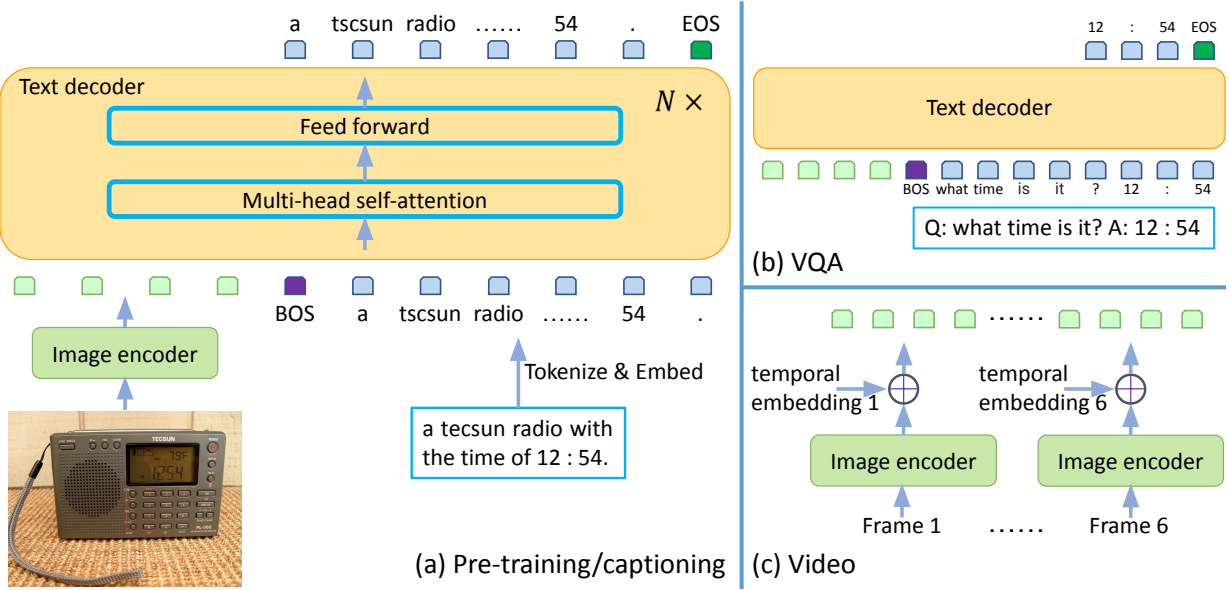 a tscsun radio ...... 54 . EOS
Text decoder
N ×
Feed forward
Multi-head self-attention
BOS a tscsun radio ...... 54 .
Image encoder
Tokenize & Embed
a tecsun radio with
the time of 12 : 54.
TECSUN
79F
12:54
(a) Pre-training/captioning
12 : 54 EOS
Text decoder
BOS what time is it ? 12 : 54
Q: what time is it? A: 12 : 54
(b) VQA
......
temporal
embedding 1
temporal
embedding 6
Image encoder
Image encoder
Frame 1 ...... Frame 6
(c) Video